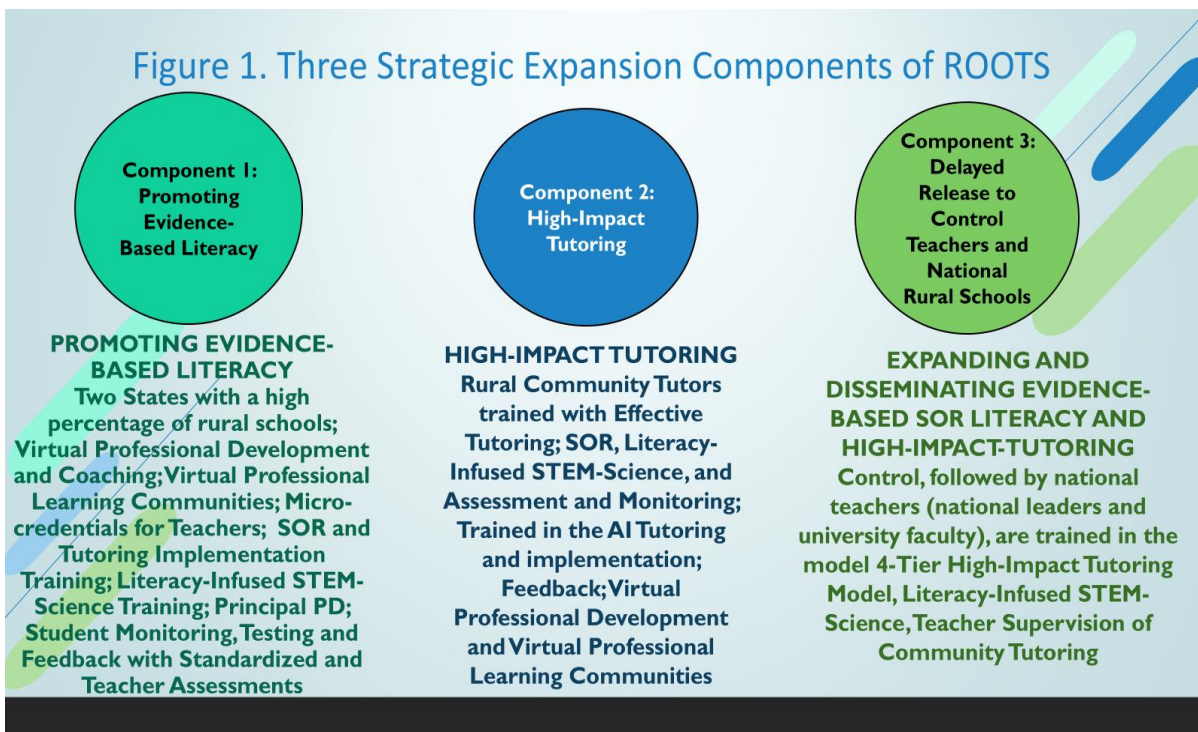 Figure 1. Three Strategic Expansion Components of ROOTS
Component 1:
Promoting
Evidence-
Based Literacy
PROMOTING EVIDENCE-
BASED LITERACY
Two States with a high
percentage of rural schools;
Virtual Professional Development
and Coaching; Virtual Professional
Learning Communities; Micro-
credentials for Teachers; SOR and
Tutoring Implementation
Training; Literacy-Infused STEM-
Science Training; Principal PD;
Student Monitoring, Testing and
Feedback with Standardized and
Teacher Assessments
Component 2:
High-Impact
Tutoring
HIGH-IMPACT TUTORING
Rural Community Tutors
trained with Effective
Tutoring; SOR, Literacy-
Infused STEM-Science, and
Assessment and Monitoring;
Trained in the AI Tutoring
and implementation;
Feedback; Virtual
Professional Development
and Virtual Professional
Learning Communities
Component 3:
Delayed
Release to
Control
Teachers and
National
Rural Schools
EXPANDING AND
DISSEMINATING EVIDENCE-
BASED SOR LITERACY AND
HIGH-IMPACT-TUTORING
Control, followed by national
teachers (national leaders and
university faculty), are trained in the
model 4-Tier High-Impact Tutoring
Model, Literacy-Infused STEM-
Science, Teacher Supervision of
Community Tutoring